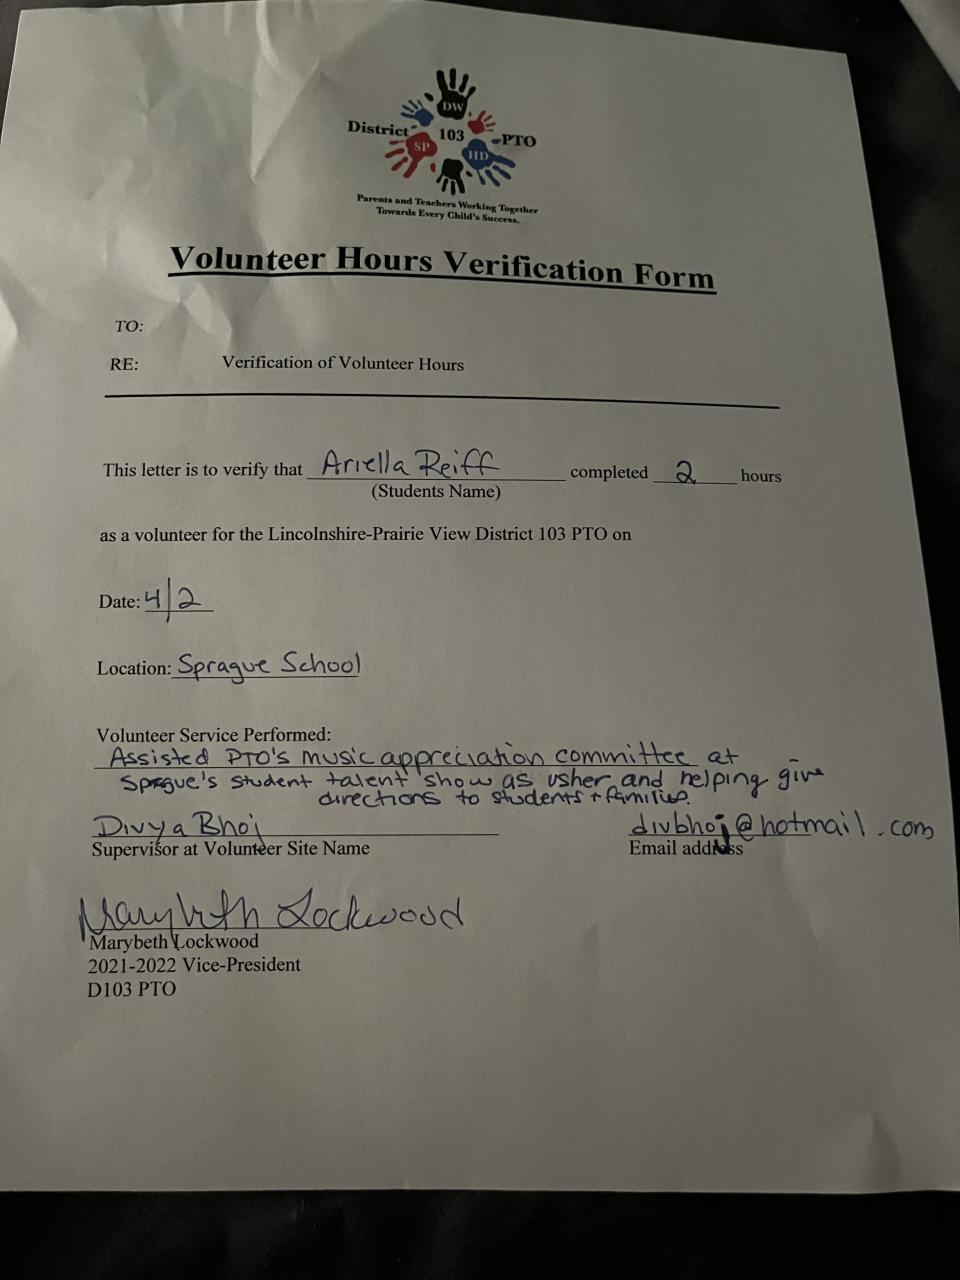 DW
District 103 PTO
SP HD
Parents and Teachers Working Together
Towards Every Child's Success.
Volunteer Hours Verification Form
TO:
RE: Verification of Volunteer Hours
This letter is to verify that Ariella Reiff completed 2 hours
(Students Name)
as a volunteer for the Lincolnshire-Prairie View District 103 PTO on
Date: 4/2
Location: Sprague School
Volunteer Service Performed:
Assisted PTO's music appreciation committee at
Sprague's student talent show as usher and helping give
directions to students + families.
Divya Bhoj divbhoj@hotmail.com
Supervisor at Volunteer Site Name Email address
Marybeth Lockwood
Marybeth Lockwood
2021-2022 Vice-President
D103 PTO